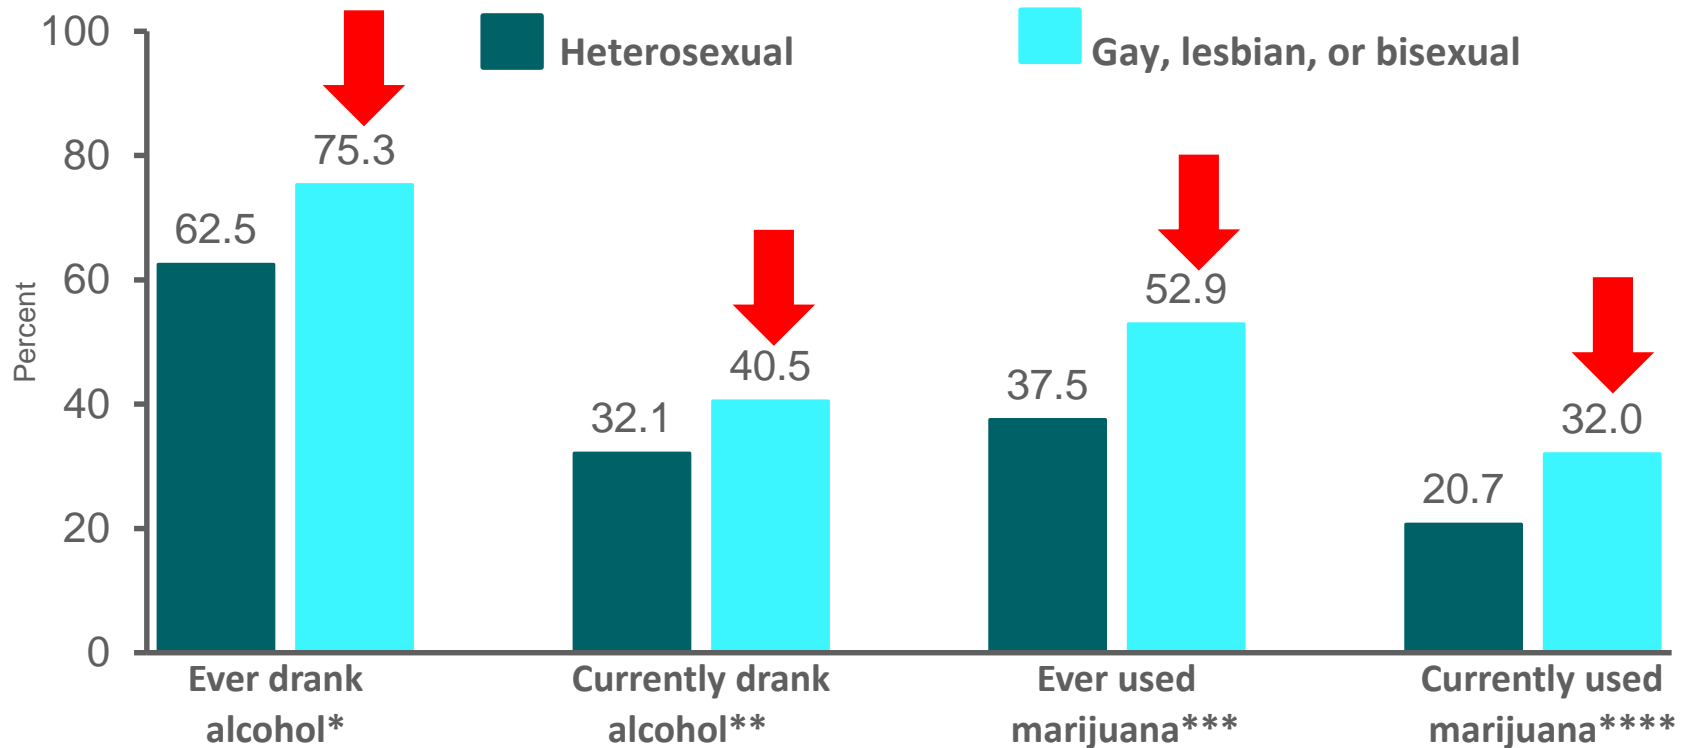 Heterosexual
Gay, lesbian, or bisexual
Percent
100
80
60
40
20
0
62.5
75.3
32.1
40.5
37.5
52.9
20.7
32.0
Ever drank
alcohol*
Currently drank
alcohol**
Ever used
marijuana***
Currently used
marijuana****